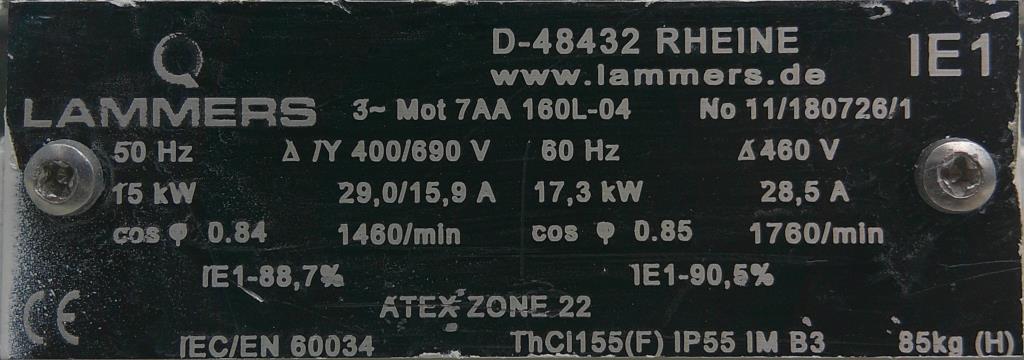 D-48432 RHEINE
www.lammers.de
IE1
LAMMERS
3~ Mot 7AA 160L-04 No 11/180726/1
50 Hz Δ/Y 400/690 V 60 Hz Δ 460 V
15 kW 29,0/15,9 A 17,3 kW 28,5 A
cos φ 0.84 1460/min cos φ 0.85 1760/min
IE1-88,7% IE1-90,5%
ATEX ZONE 22
CE
IEC/EN 60034 ThCl155(F) IP55 IM B3 85kg (H)